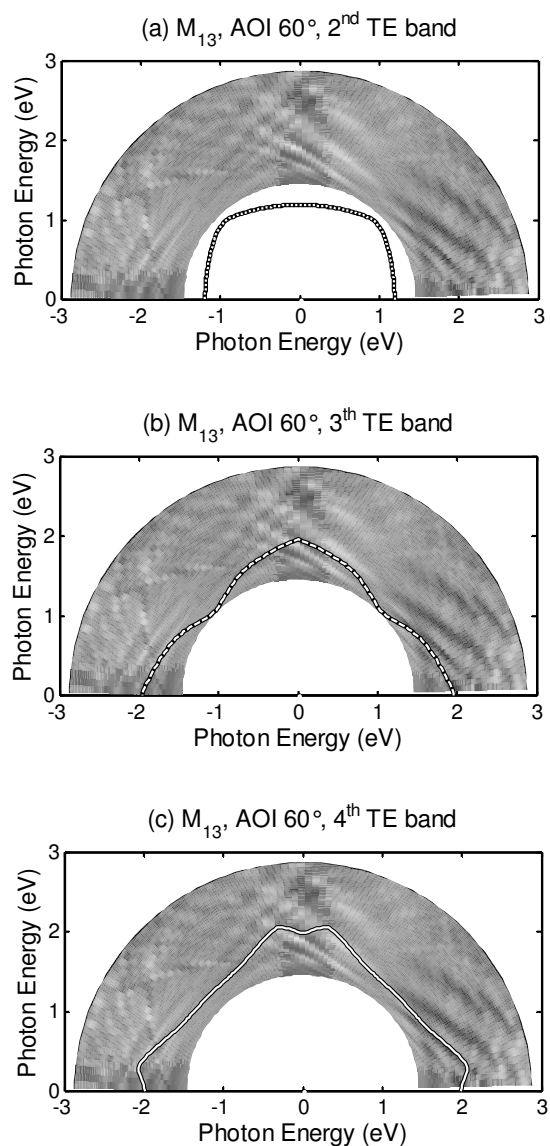 (a) M₁₃, AOI 60°, 2ⁿᵈ TE band
3
2
1
0
Photon Energy (eV)
-3 -2 -1 0 1 2 3
Photon Energy (eV)
(b) M₁₃, AOI 60°, 3ᵗʰ TE band
3
2
1
0
Photon Energy (eV)
-3 -2 -1 0 1 2 3
Photon Energy (eV)
(c) M₁₃, AOI 60°, 4ᵗʰ TE band
3
2
1
0
Photon Energy (eV)
-3 -2 -1 0 1 2 3
Photon Energy (eV)